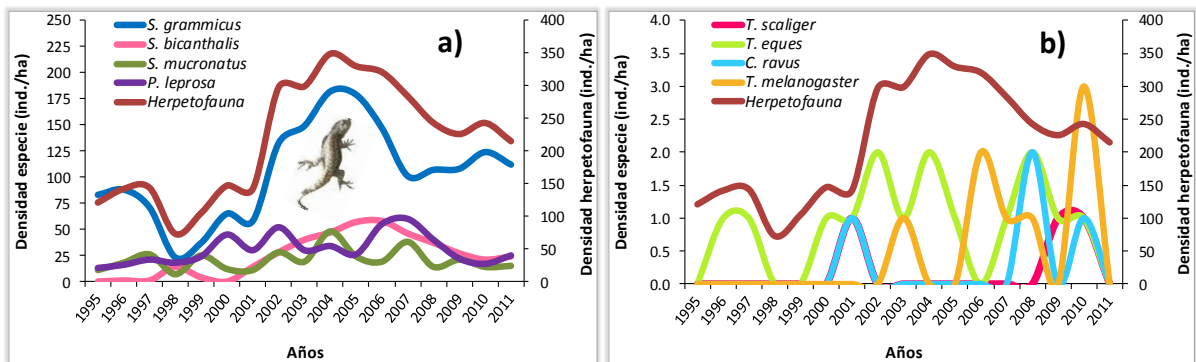 a)
S. grammicus
S. bicanthalis
S. mucronatus
P. leprosa
Herpetofauna
Densidad especie (ind./ha)
250
225
200
175
150
125
100
75
50
25
0
400
350
300
250
200
150
100
50
0
Densidad herpetofauna (ind./ha)
1995 1996 1997 1998 1999 2000 2001 2002 2003 2004 2005 2006 2007 2008 2009 2010 2011
Años
b)
T. scaliger
T. eques
C. ravus
T. melanogaster
Herpetofauna
Densidad especie (ind./ha)
4.0
3.5
3.0
2.5
2.0
1.5
1.0
0.5
0.0
400
350
300
250
200
150
100
50
0
Densidad herpetofauna (ind./ha)
1995 1996 1997 1998 1999 2000 2001 2002 2003 2004 2005 2006 2007 2008 2009 2010 2011
Años